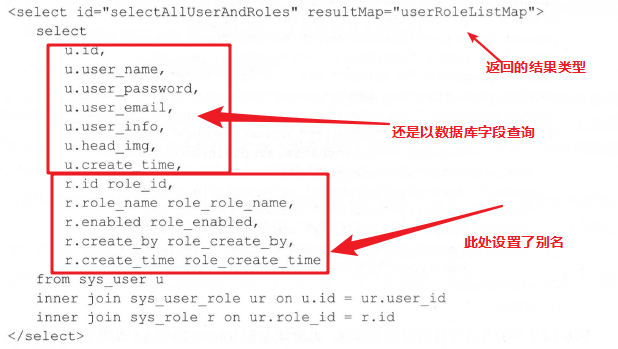 <select id="selectAllUserAndRoles" resultMap="userRoleListMap">
select
u.id,
u.user_name,
u.user_password,
u.user_email,
u.user_info,
u.head_img,
u.create_time,
r.id role_id,
r.role_name role_role_name,
r.enabled role_enabled,
r.create_by role_create_by,
r.create_time role_create_time
from sys_user u
inner join sys_user_role ur on u.id = ur.user_id
inner join sys_role r on ur.role_id = r.id
</select>
返回的结果类型
还是以数据库字段查询
此处设置了别名